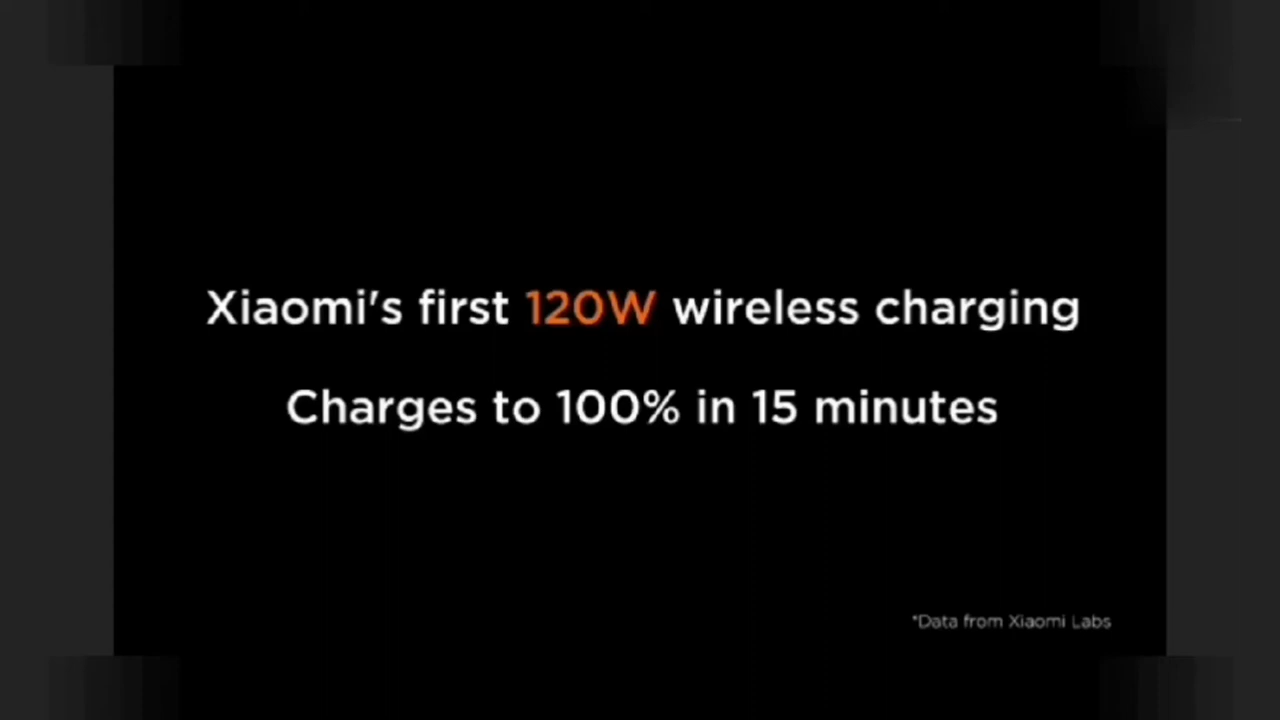 Xiaomi's first 120W wireless charging
Charges to 100% in 15 minutes
*Data from Xiaomi Labs